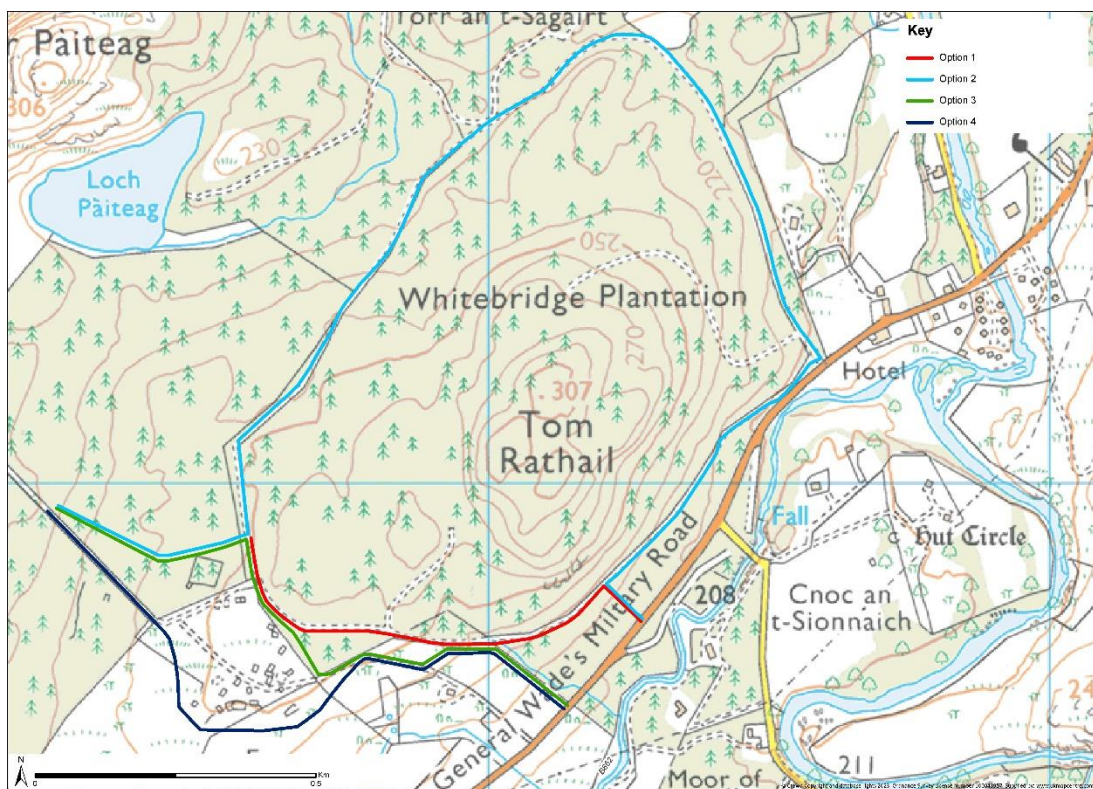 Torr an t-Sagairt
r Pàiteag
306
230
Loch
Pàiteag
220
250
Whitebridge Plantation
270
307
Tom
Rathail
Hotel
Fall
Hut Circle
General Wade's Military Road
208
Cnoc an
t-Sionnaich
B862
Moor of
211
Key
Option 1
Option 2
Option 3
Option 4
N
0
0.5
Km